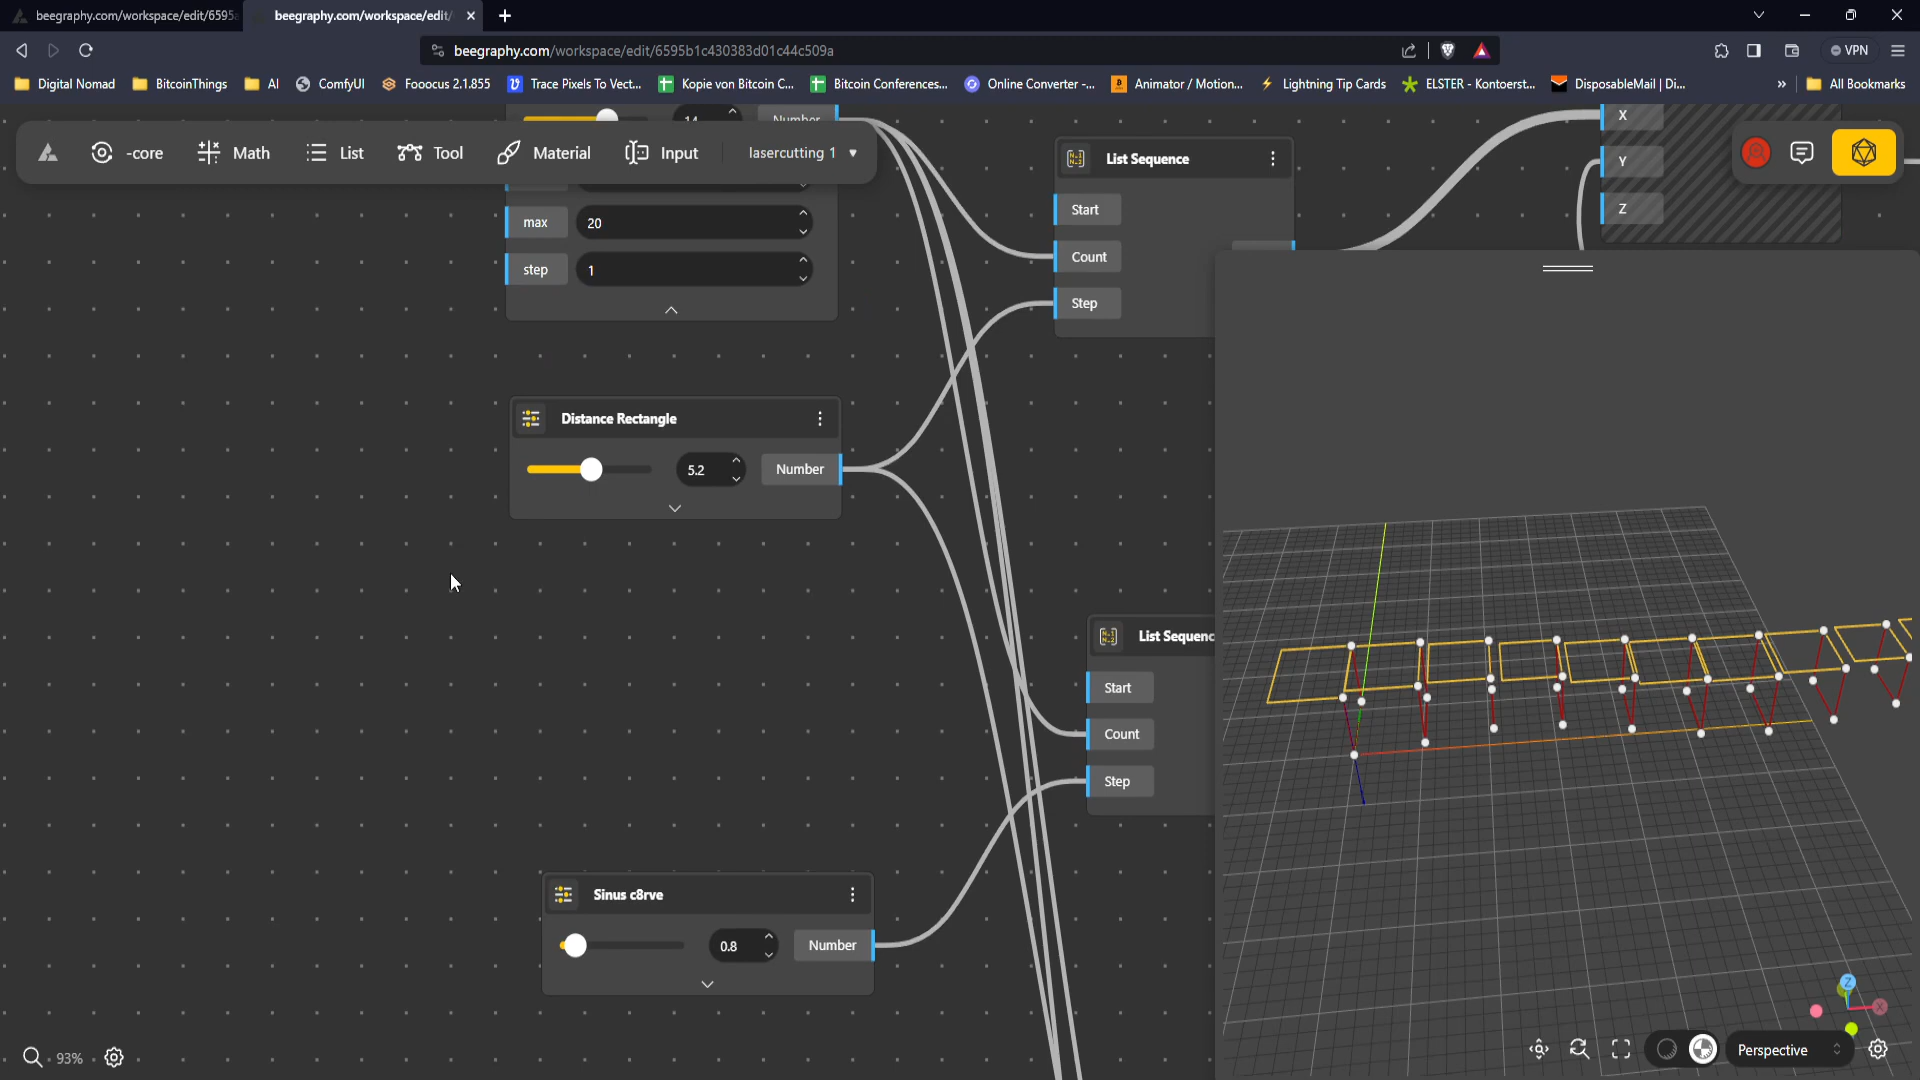 beegraphy.com/workspace/edit/6595
beegraphy.com/workspace/edit/
beegraphy.com/workspace/edit/6595b1c430383d01c44c509a
VPN
Digital Nomad
BitcoinThings
AI
ComfyUI
Fooocus 2.1.855
Trace Pixels To Vect...
Kopie von Bitcoin C...
Bitcoin Conferences...
Online Converter -...
Animator / Motion...
Lightning Tip Cards
ELSTER - Kontoerst...
DisposableMail | Di...
»
All Bookmarks
14
Number
-core
Math
List
Tool
Material
Input
lasercutting 1
max
20
step
1
List Sequence
Start
Count
Step
X
Y
Z
Distance Rectangle
5.2
Number
List Sequenc
Start
Count
Step
Sinus c8rve
0.8
Number
93%
Z
X
Perspective